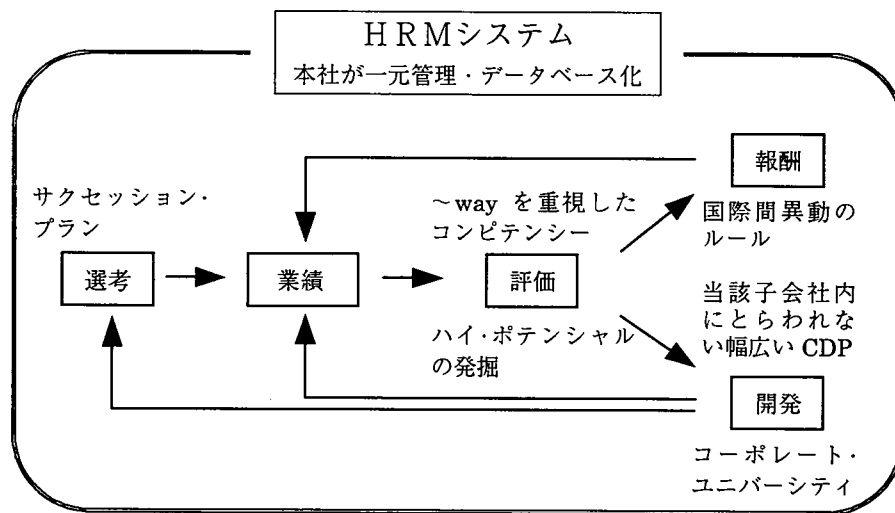 HRMシステム
本社が一元管理・データベース化
報酬
国際間異動の
ルール
サクセッション・
プラン
~way を重視した
コンピテンシー
選考
業績
評価
ハイ・ポテンシャル
の発掘
当該子会社内
にとらわれな
い幅広い CDP
開発
コーポレート・
ユニバーシティ